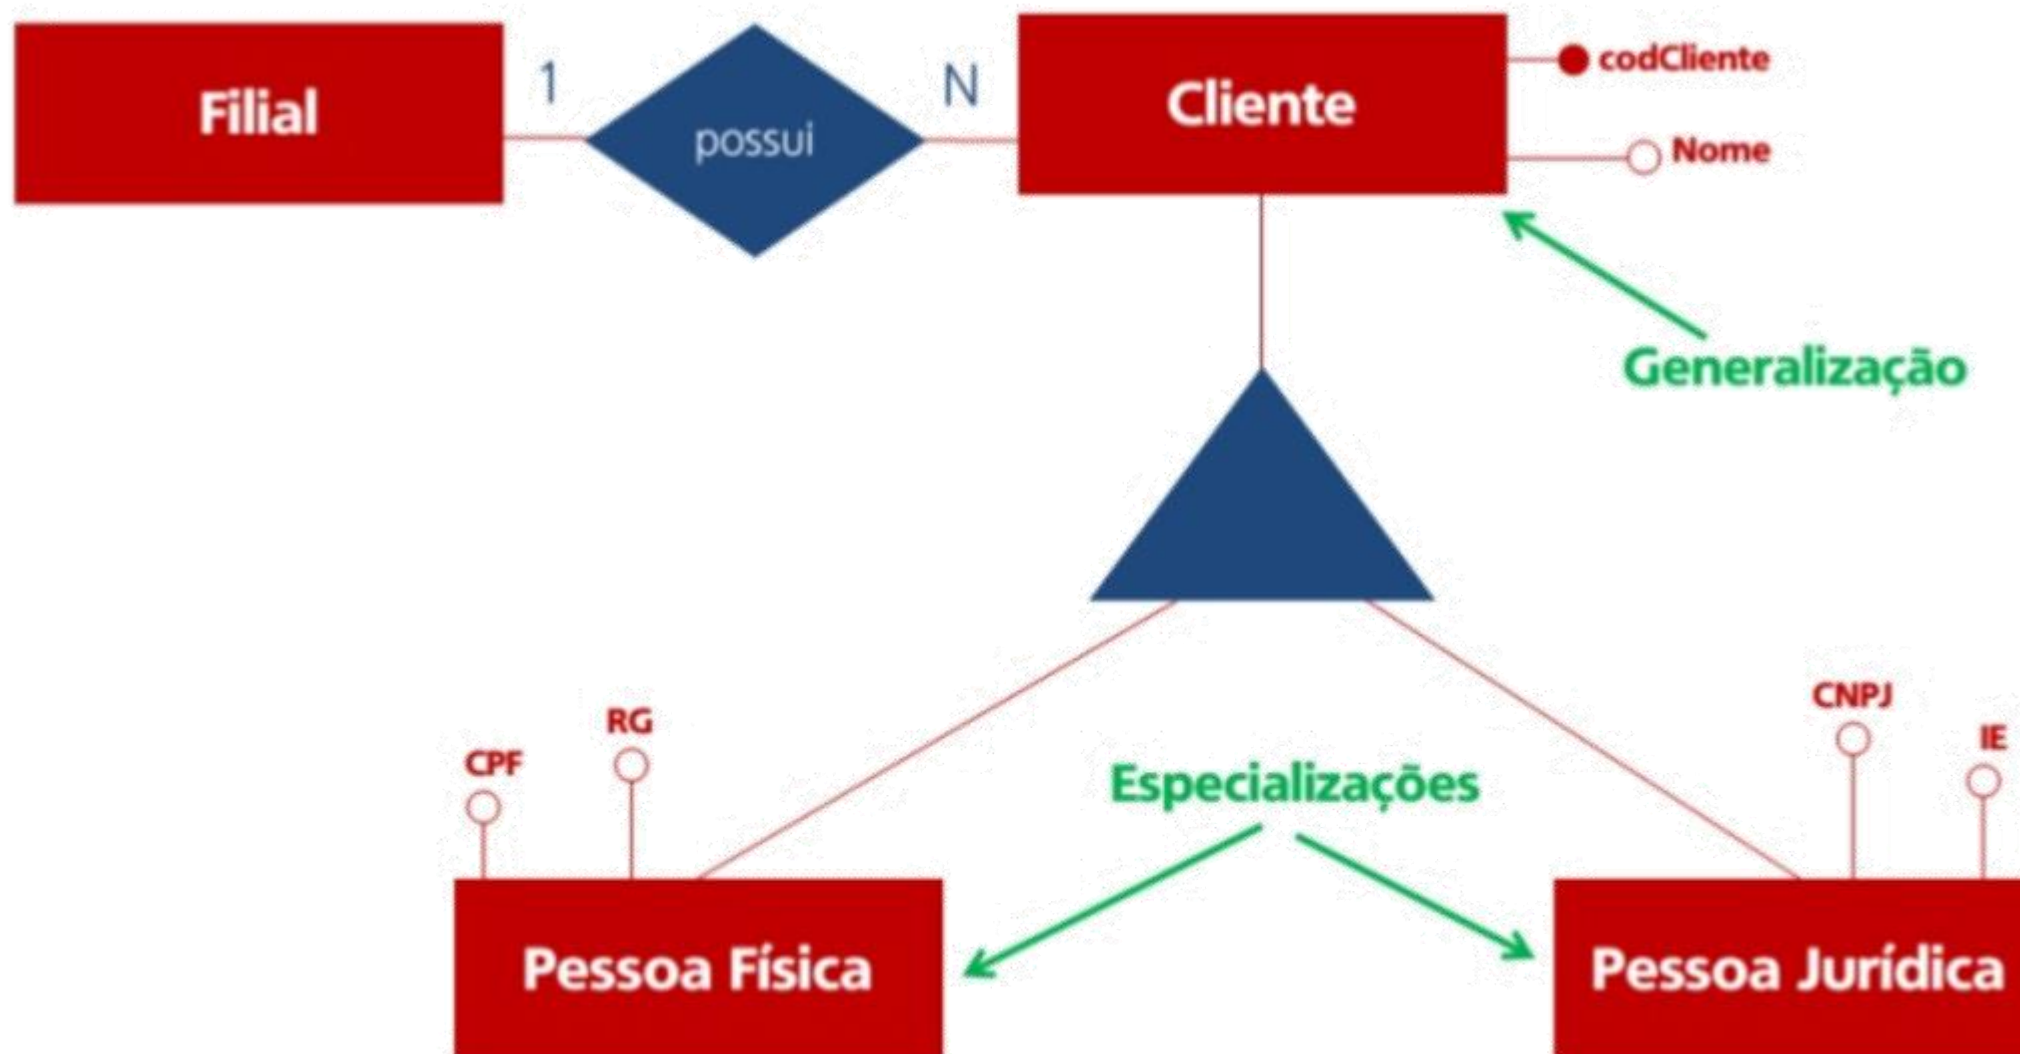 Filial
1
possui
N
Cliente
codCliente
Nome
Generalização
CPF
RG
Especializações
CNPJ
IE
Pessoa Física
Pessoa Jurídica